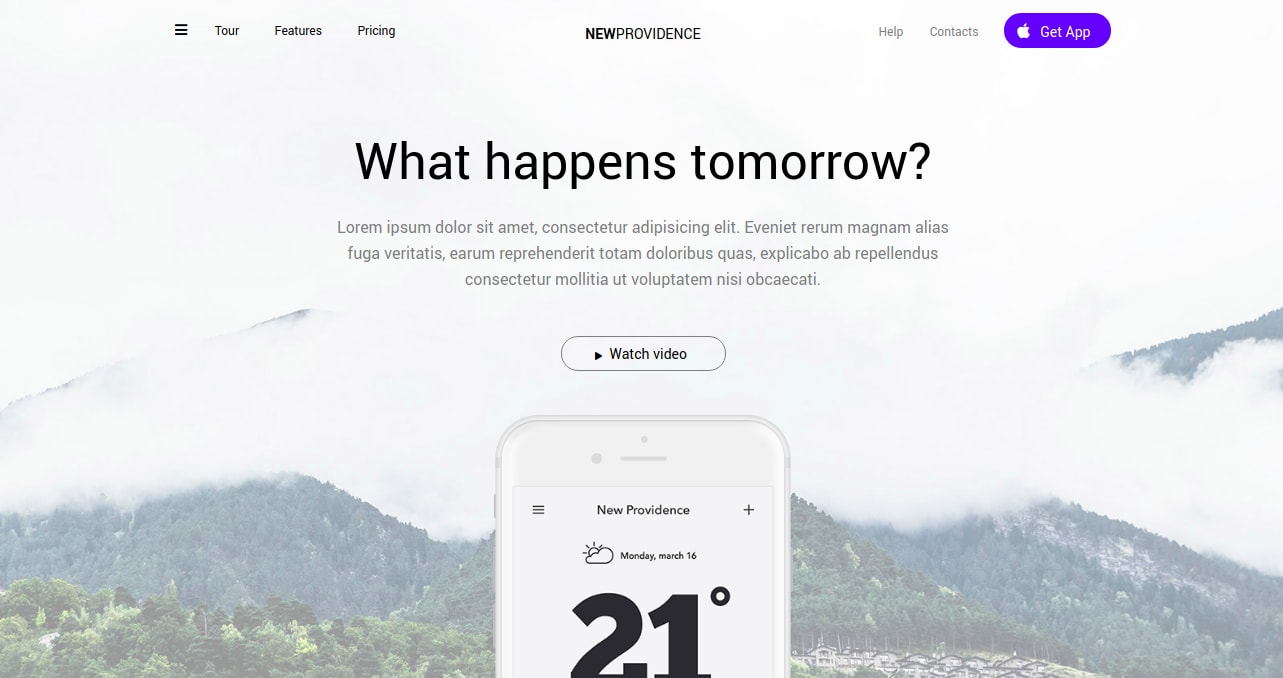 Tour Features Pricing
NEWPROVIDENCE
Help Contacts Get App
What happens tomorrow?
Lorem ipsum dolor sit amet, consectetur adipisicing elit. Eveniet rerum magnam alias
fuga veritatis, earum reprehenderit totam doloribus quas, explicabo ab repellendus
consectetur mollitia ut voluptatem nisi obcaecati.
Watch video
New Providence
Monday, march 16
21°